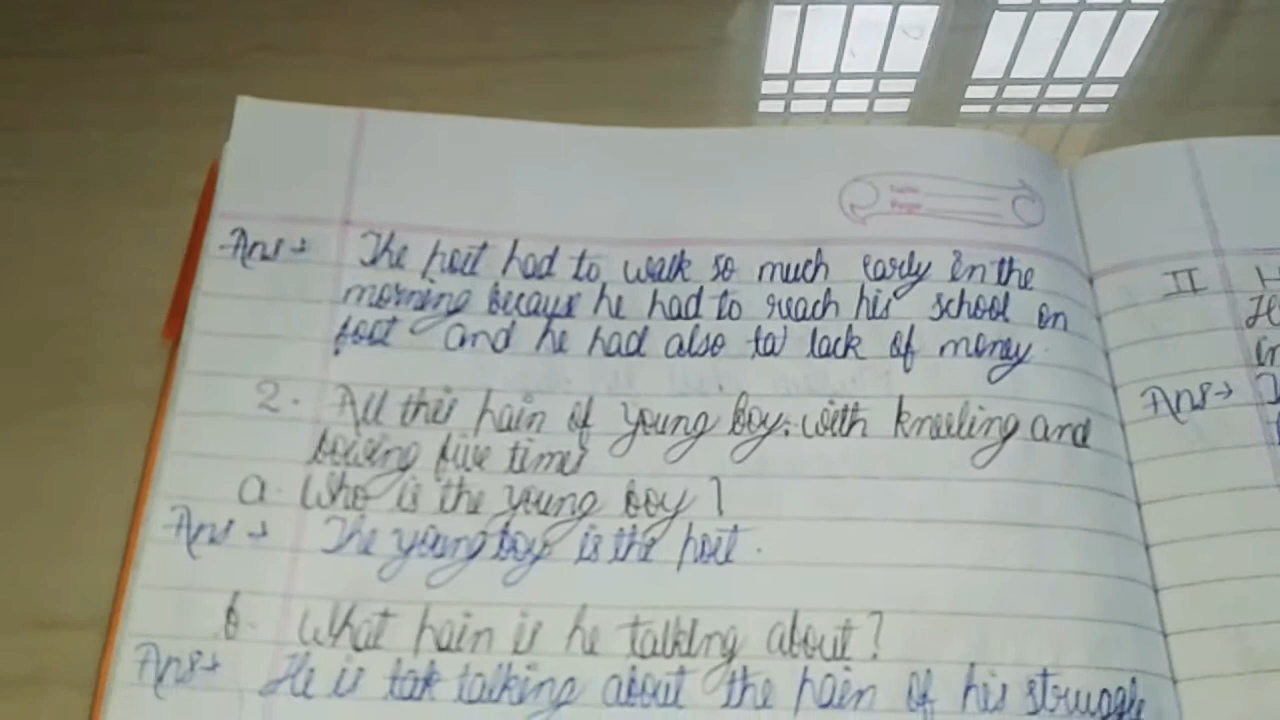 Ans→ The poet had to walk so much early in the
morning because he had to reach his school on
foot and he had also to lack of money.
2. All this pain of young boy. with kneeling and
bowing five times
a. Who is the young boy?
Ans→ The young boy is the poet.
b. What pain is he talking about?
Ans→ He is tak talking about the pain of his struggle
II H
Ans→